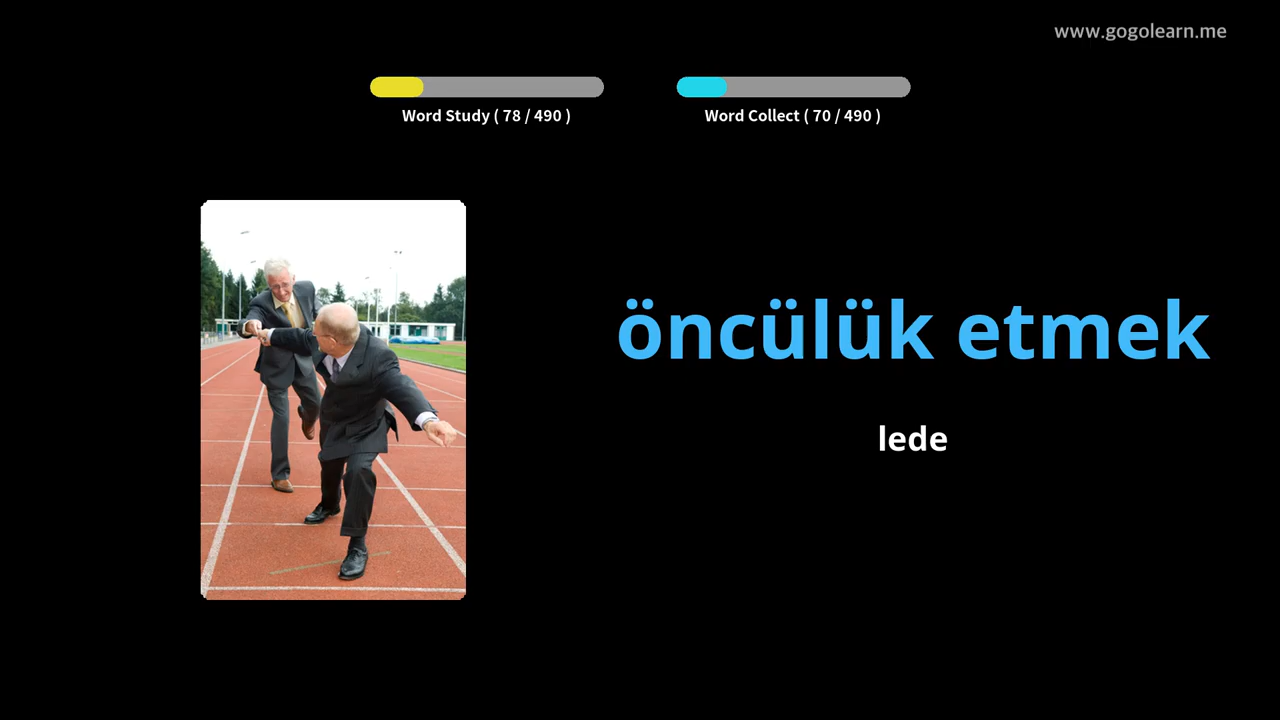 www.gogolearn.me
Word Study ( 78 / 490 )
Word Collect ( 70 / 490 )
öncülük etmek
lede